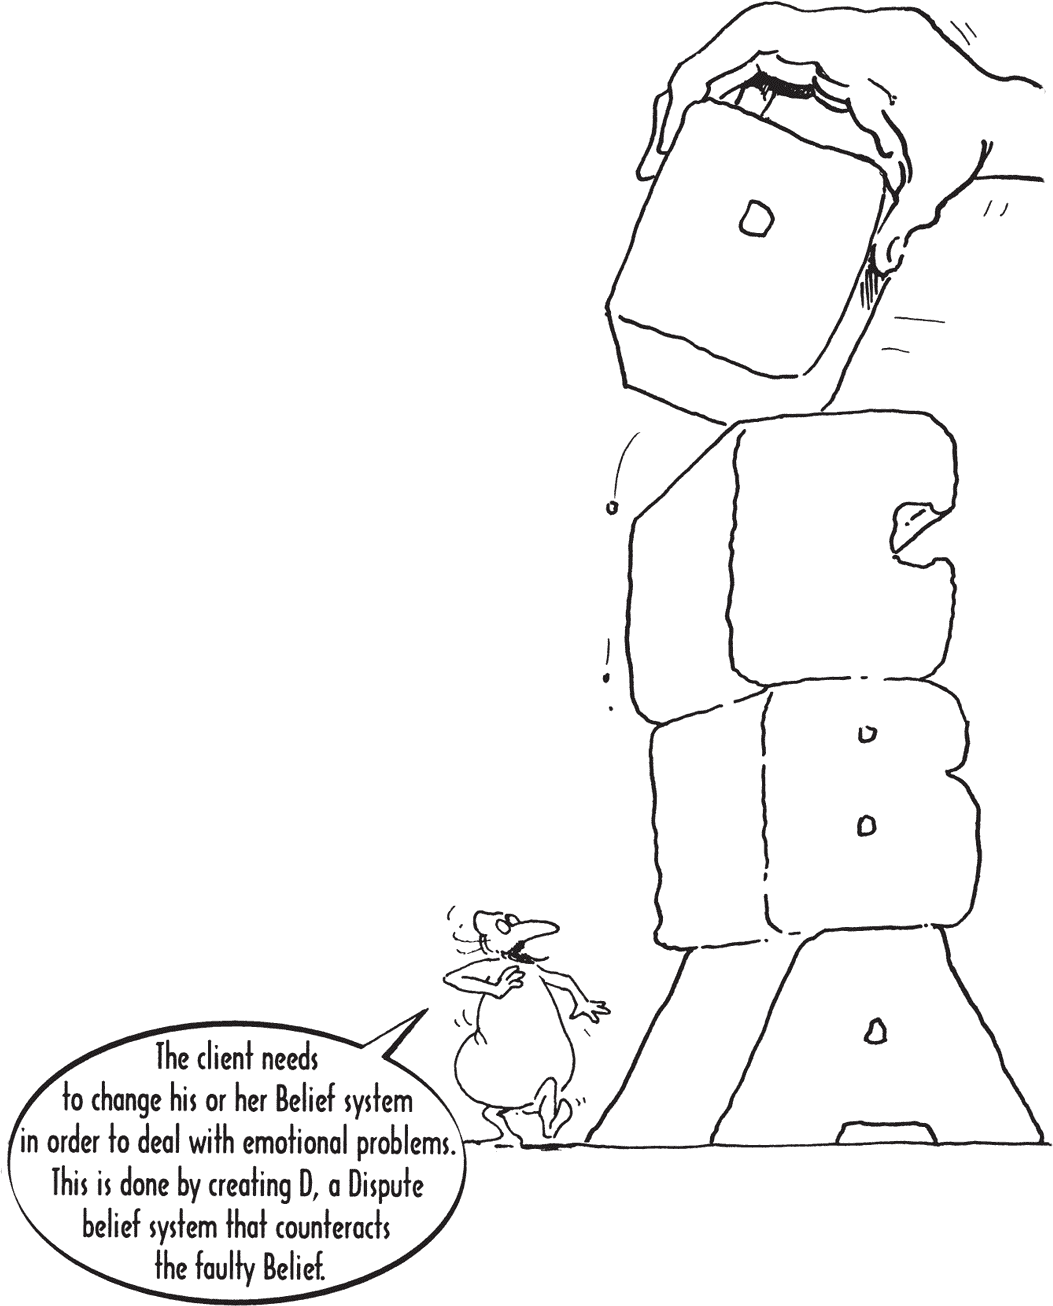 D
C
B
A
The client needs
to change his or her Belief system
in order to deal with emotional problems.
This is done by creating D, a Dispute
belief system that counteracts
the faulty Belief.